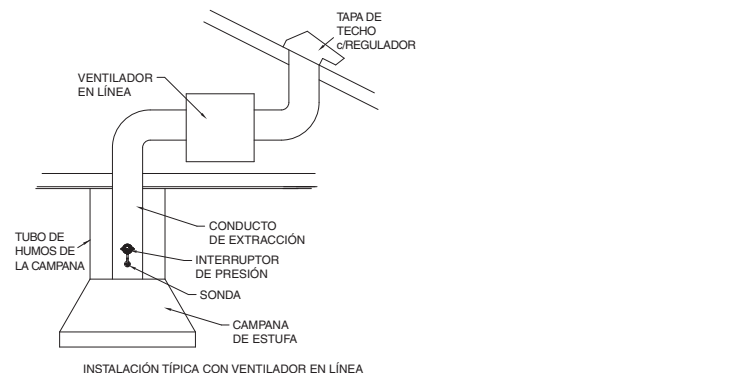 TAPA DE
TECHO
c/REGULADOR
VENTILADOR
EN LÍNEA
CONDUCTO
DE EXTRACCIÓN
TUBO DE
HUMOS DE
LA CAMPANA
INTERRUPTOR
DE PRESIÓN
SONDA
CAMPANA
DE ESTUFA
INSTALACIÓN TÍPICA CON VENTILADOR EN LÍNEA